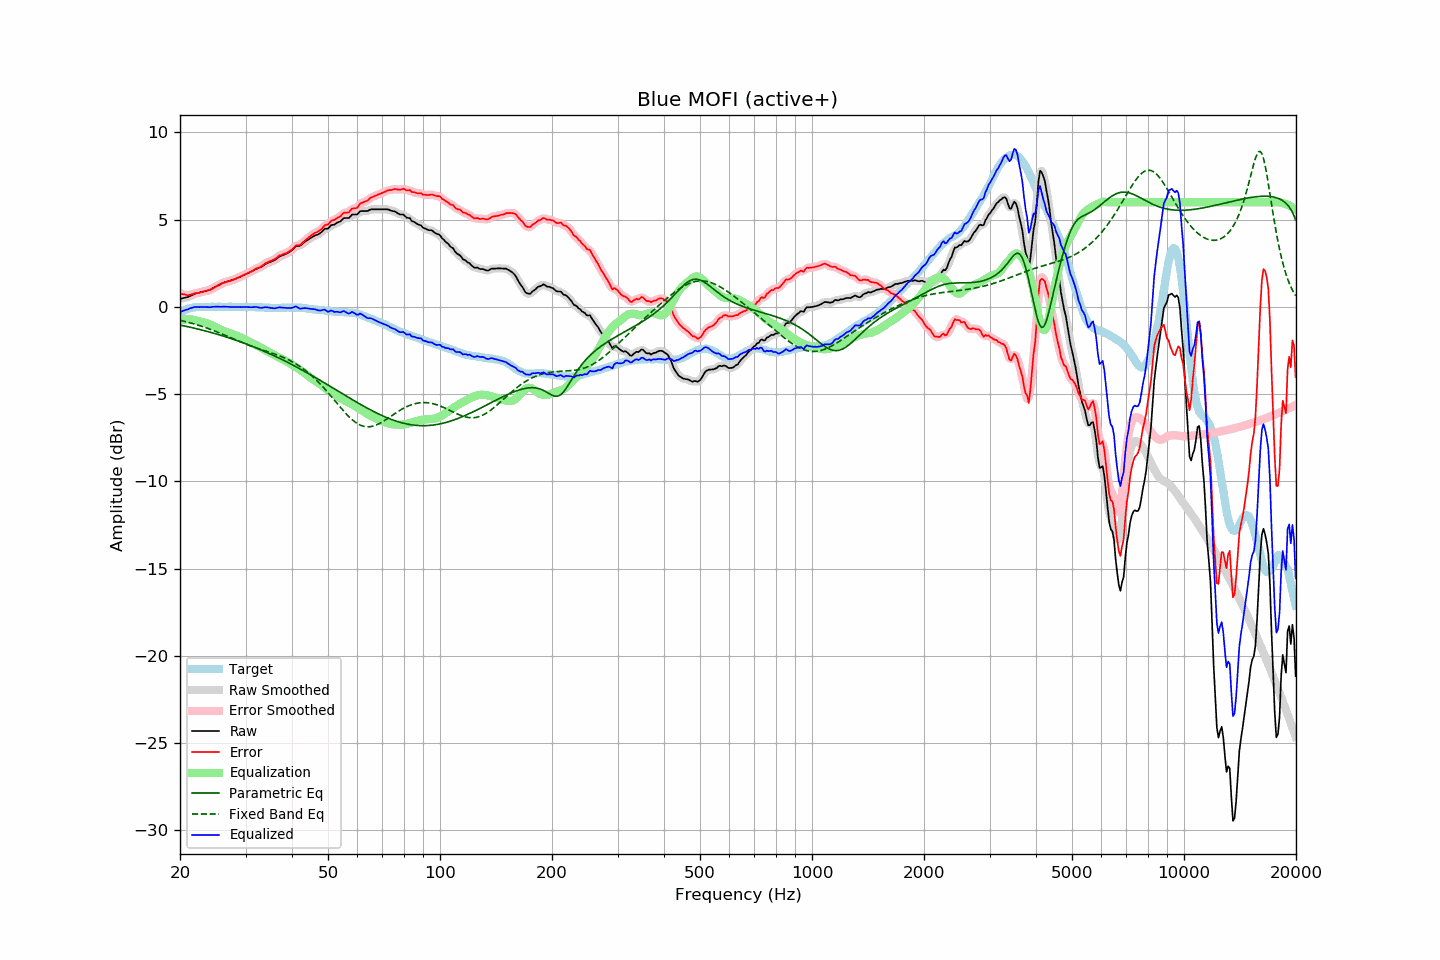 Blue MOFI (active+)
10
5
0
−5
−10
−15
−20
−25
−30
Amplitude (dBr)
Target
Raw Smoothed
Error Smoothed
Raw
Error
Equalization
Parametric Eq
Fixed Band Eq
Equalized
20 50 100 200 500 1000 2000 5000 10000 20000
Frequency (Hz)